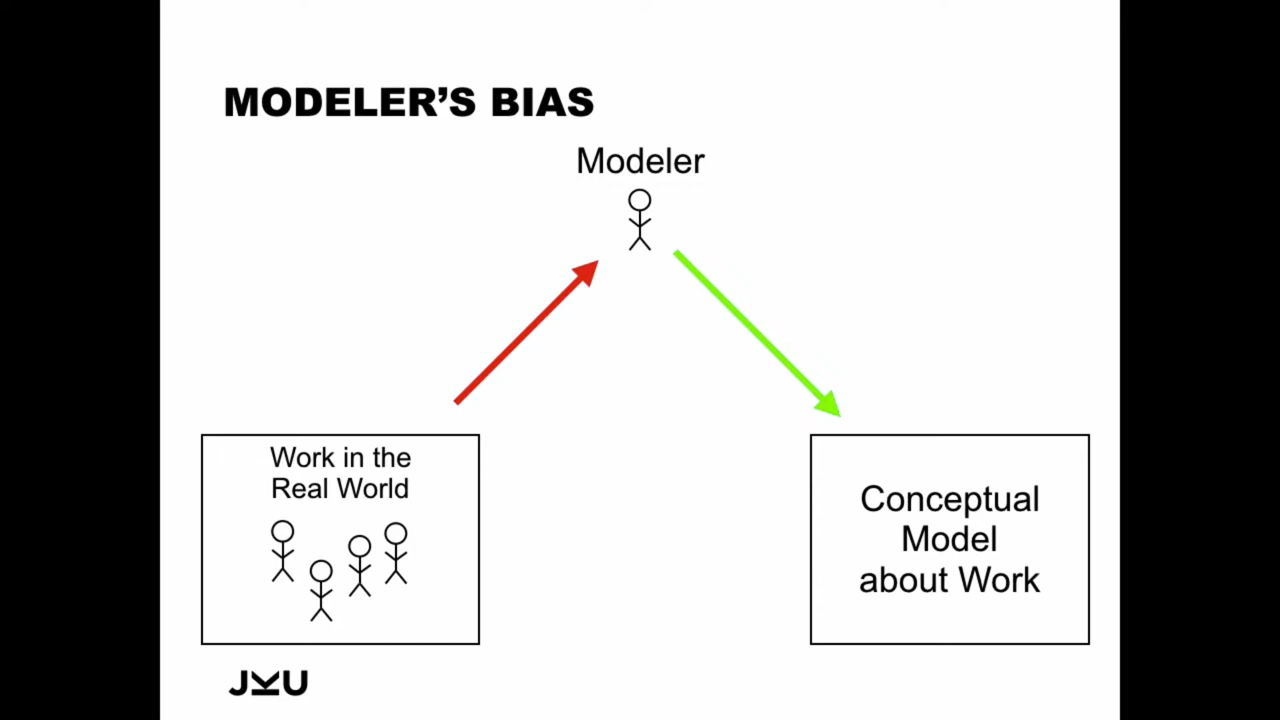 MODELER’S BIAS
Modeler
Work in the
Real World
Conceptual
Model
about Work
JKU